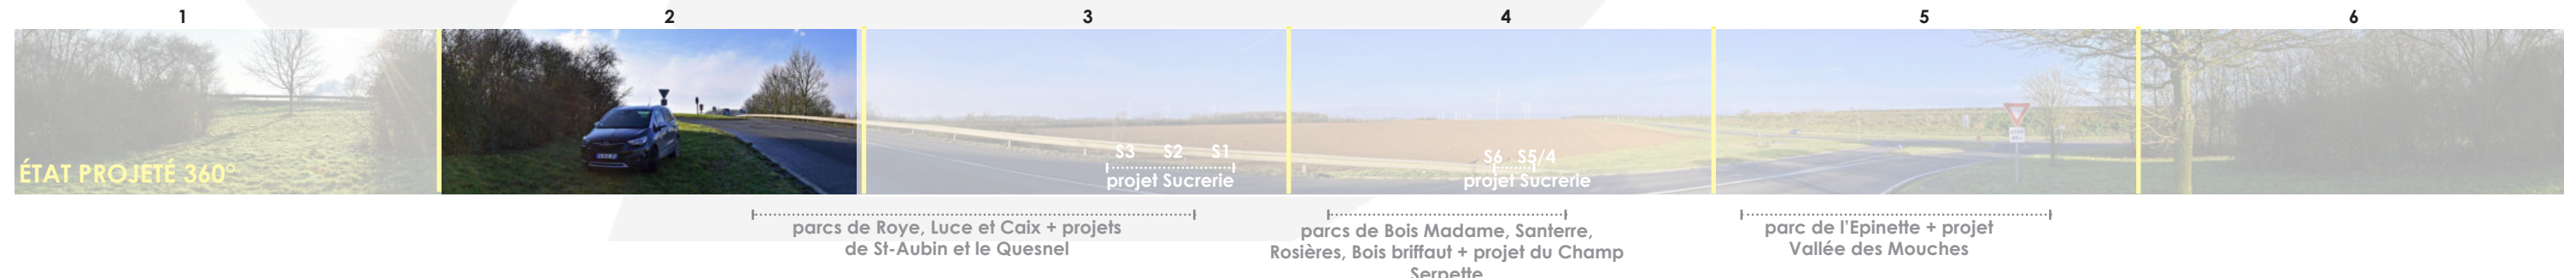 1 2 3 4 5 6
ÉTAT PROJETÉ 360°
S3 S2 S1
projet Sucrerie
S6 S5/4
projet Sucrerie
parcs de Roye, Luce et Caix + projets
de St-Aubin et le Quesnel
parcs de Bois Madame, Santerre,
Rosières, Bois briffaut + projet du Champ
Serpette
parc de l'Epinette + projet
Vallée des Mouches